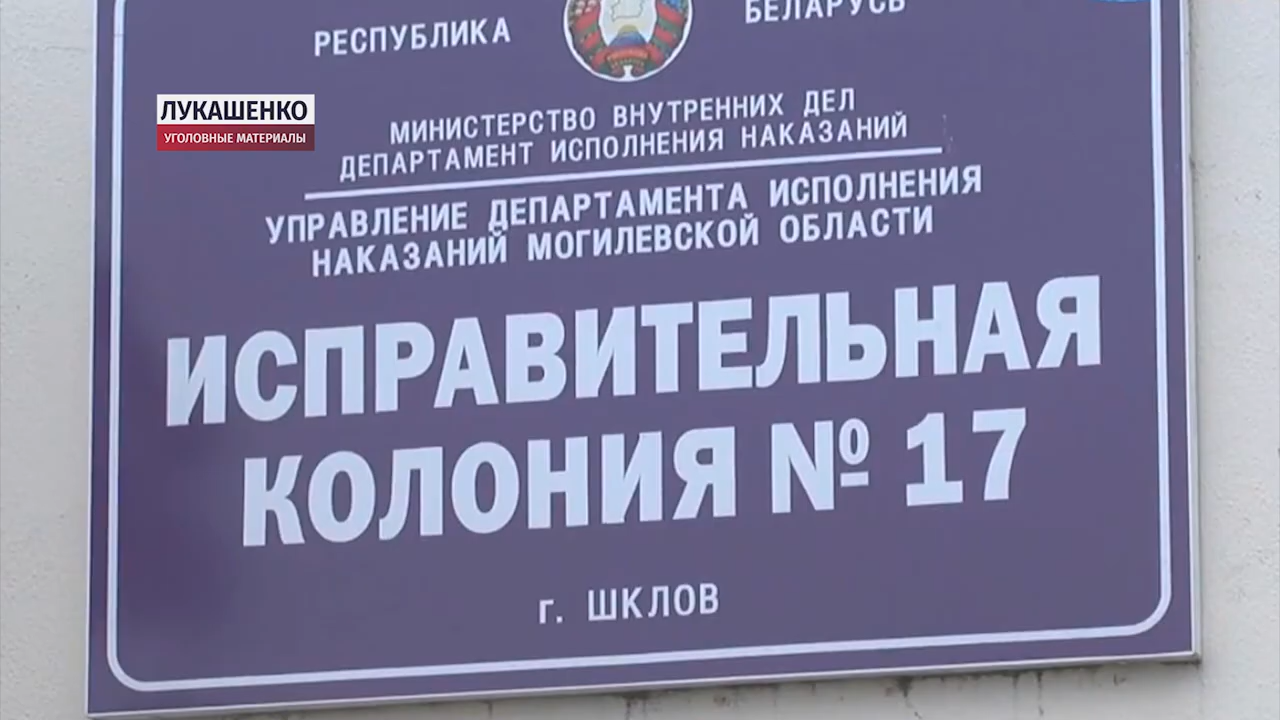 РЕСПУБЛИКА БЕЛАРУСЬ
ЛУКАШЕНКО
УГОЛОВНЫЕ МАТЕРИАЛЫ
МИНИСТЕРСТВО ВНУТРЕННИХ ДЕЛ
ДЕПАРТАМЕНТ ИСПОЛНЕНИЯ НАКАЗАНИЙ
УПРАВЛЕНИЕ ДЕПАРТАМЕНТА ИСПОЛНЕНИЯ
НАКАЗАНИЙ МОГИЛЕВСКОЙ ОБЛАСТИ
ИСПРАВИТЕЛЬНАЯ
КОЛОНИЯ № 17
г. ШКЛОВ